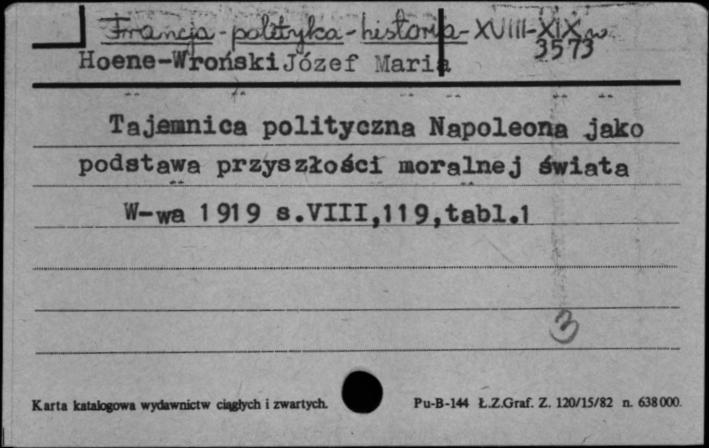 Francja - polityka - historia - XVIII-XIX w
3573
Hoene-Wroński Józef Maria
Tajemnica polityczna Napoleona jako
podstawa przyszłości moralnej świata
W-wa 1919 s.VIII,119,tabl.1
3
Karta katalogowa wydawnictw ciągłych i zwartych. Pu-B-144 Ł.Z.Graf. Z. 120/15/82 n. 638000.